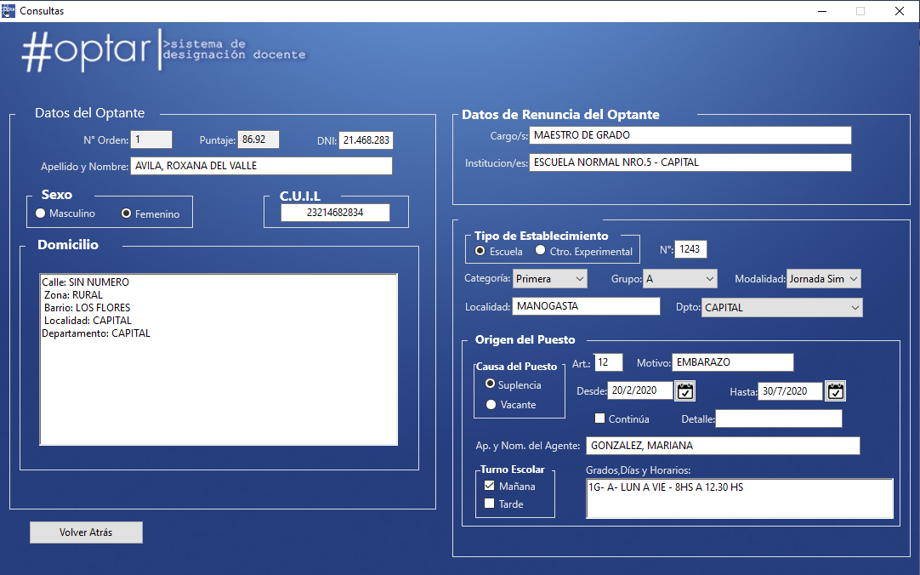 Consultas
#optar
>sistema de
designación docente
Datos del Optante
N° Orden: 1 Puntaje: 86.92 DNI: 21.468.283
Apellido y Nombre: AVILA, ROXANA DEL VALLE
Sexo
Masculino Femenino
C.U.I.L
23214682834
Domicilio
Calle: SIN NUMERO
Zona: RURAL
Barrio: LOS FLORES
Localidad: CAPITAL
Departamento: CAPITAL
Volver Atrás
Datos de Renuncia del Optante
Cargo/s: MAESTRO DE GRADO
Institucion/es: ESCUELA NORMAL NRO.5 - CAPITAL
Tipo de Establecimiento
Escuela Ctro. Experimental N°: 1243
Categoría: Primera Grupo: A Modalidad: Jornada Sim
Localidad: MANOGASTA Dpto: CAPITAL
Origen del Puesto
Causa del Puesto
Suplencia
Vacante
Art.: 12 Motivo: EMBARAZO
Desde: 20/2/2020 Hasta: 30/7/2020
Continúa Detalle:
Ap. y Nom. del Agente: GONZALEZ, MARIANA
Turno Escolar
Mañana
Tarde
Grados,Días y Horarios:
1G- A- LUN A VIE - 8HS A 12.30 HS